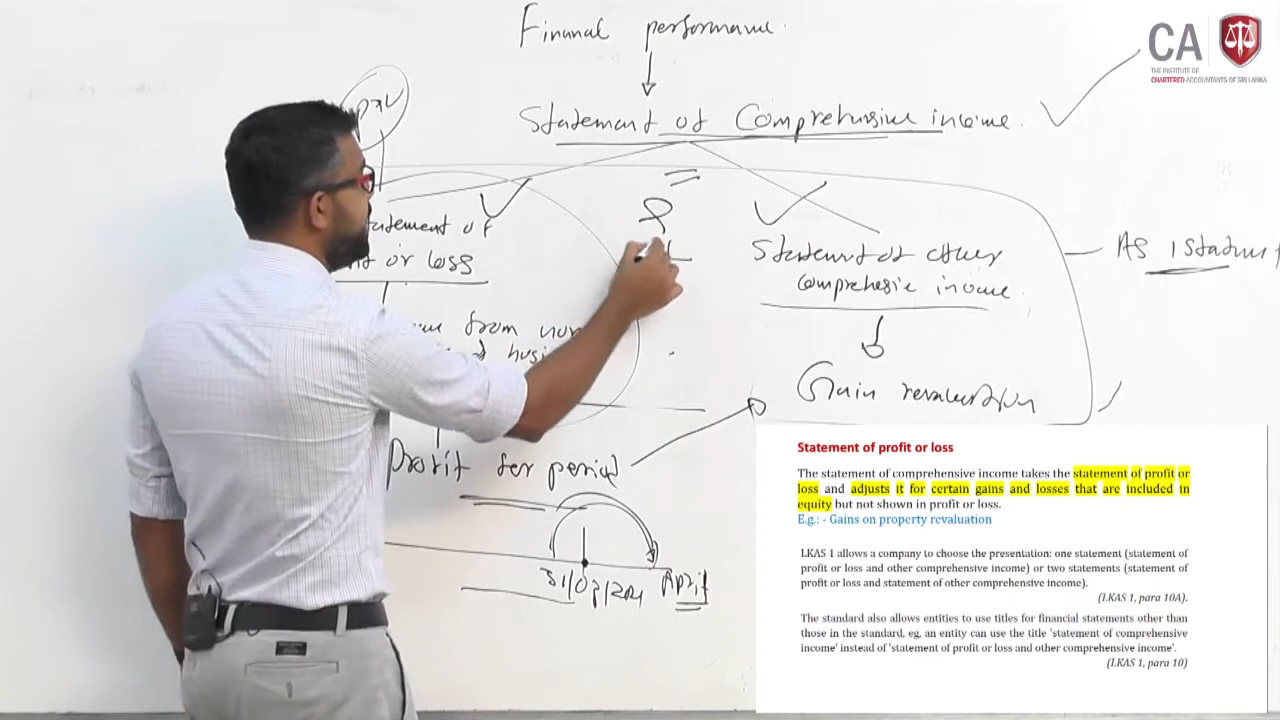 Financial performance.
CA
THE INSTITUTE OF
CHARTERED ACCOUNTANTS OF SRI LANKA
Statement of Comprehensive income.
or loss
Statement of other
comprehensive income.
As 1
from
Gain revaluation
Profit for period
April
Statement of profit or loss
The statement of comprehensive income takes the statement of profit or
loss and adjusts it for certain gains and losses that are included in
equity but not shown in profit or loss.
E.g.: - Gains on property revaluation
LKAS 1 allows a company to choose the presentation: one statement (statement of
profit or loss and other comprehensive income) or two statements (statement of
profit or loss and statement of other comprehensive income).
(LKAS 1, para 10A).
The standard also allows entities to use titles for financial statements other than
those in the standard, eg, an entity can use the title 'statement of comprehensive
income' instead of 'statement of profit or loss and other comprehensive income'.
(LKAS 1, para 10)